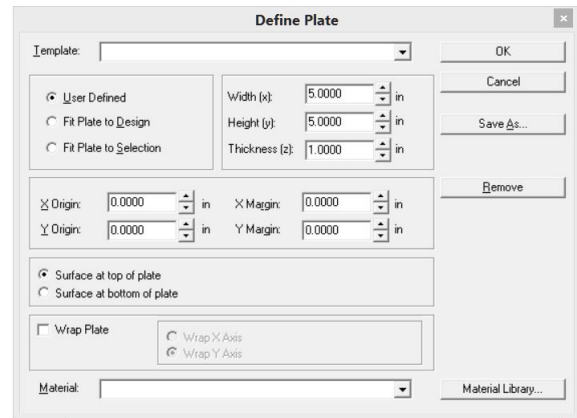 Define Plate
Template:
OK
Cancel
Save As...
Remove
User Defined
Fit Plate to Design
Fit Plate to Selection
Width (x): 5.0000 in
Height (y): 5.0000 in
Thickness (z): 1.0000 in
X Origin: 0.0000 in X Margin: 0.0000 in
Y Origin: 0.0000 in Y Margin: 0.0000 in
Surface at top of plate
Surface at bottom of plate
Wrap Plate
Wrap X Axis
Wrap Y Axis
Material:
Material Library...